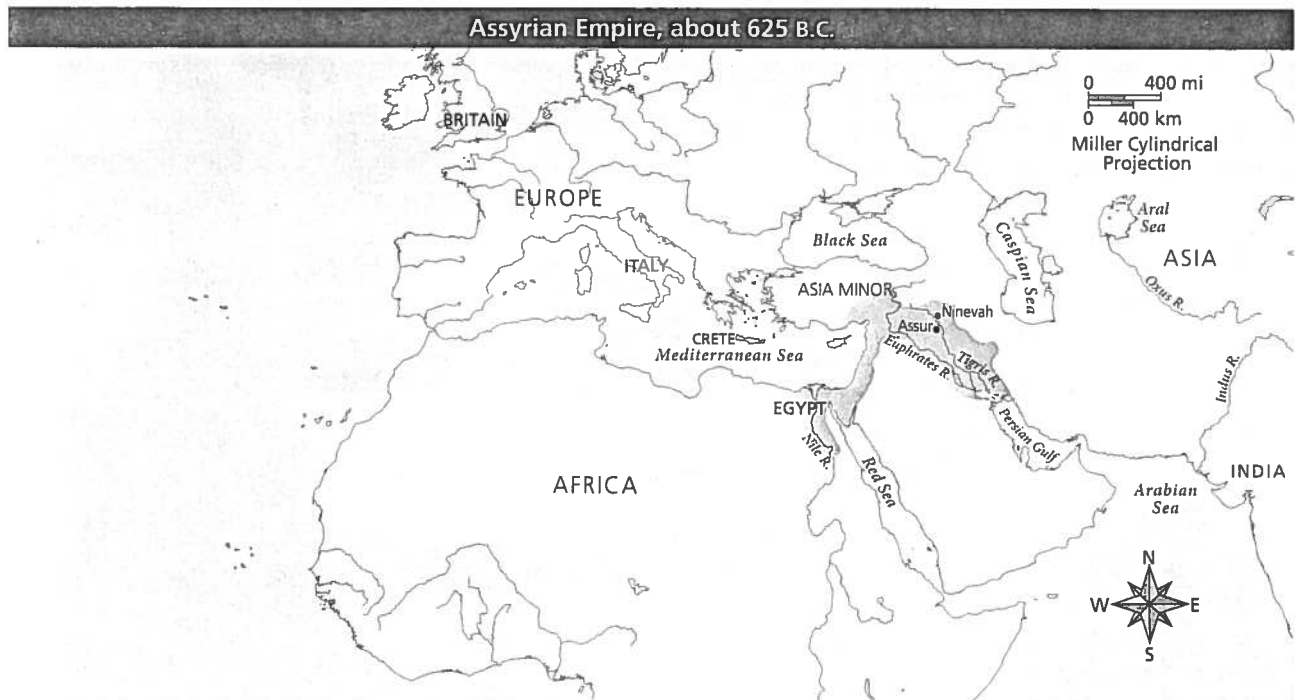 Assyrian Empire, about 625 B.C.
0 400 mi
0 400 km
Miller Cylindrical
Projection
BRITAIN
EUROPE
ITALY
Black Sea
Caspian Sea
Aral
Sea
ASIA
Oxus R.
ASIA MINOR
Ninevah
Assur
CRETE
Mediterranean Sea
Euphrates R.
Tigris R.
Indus R.
EGYPT
Nile R.
Red Sea
Persian Gulf
AFRICA
Arabian
Sea
INDIA
N
W E
S